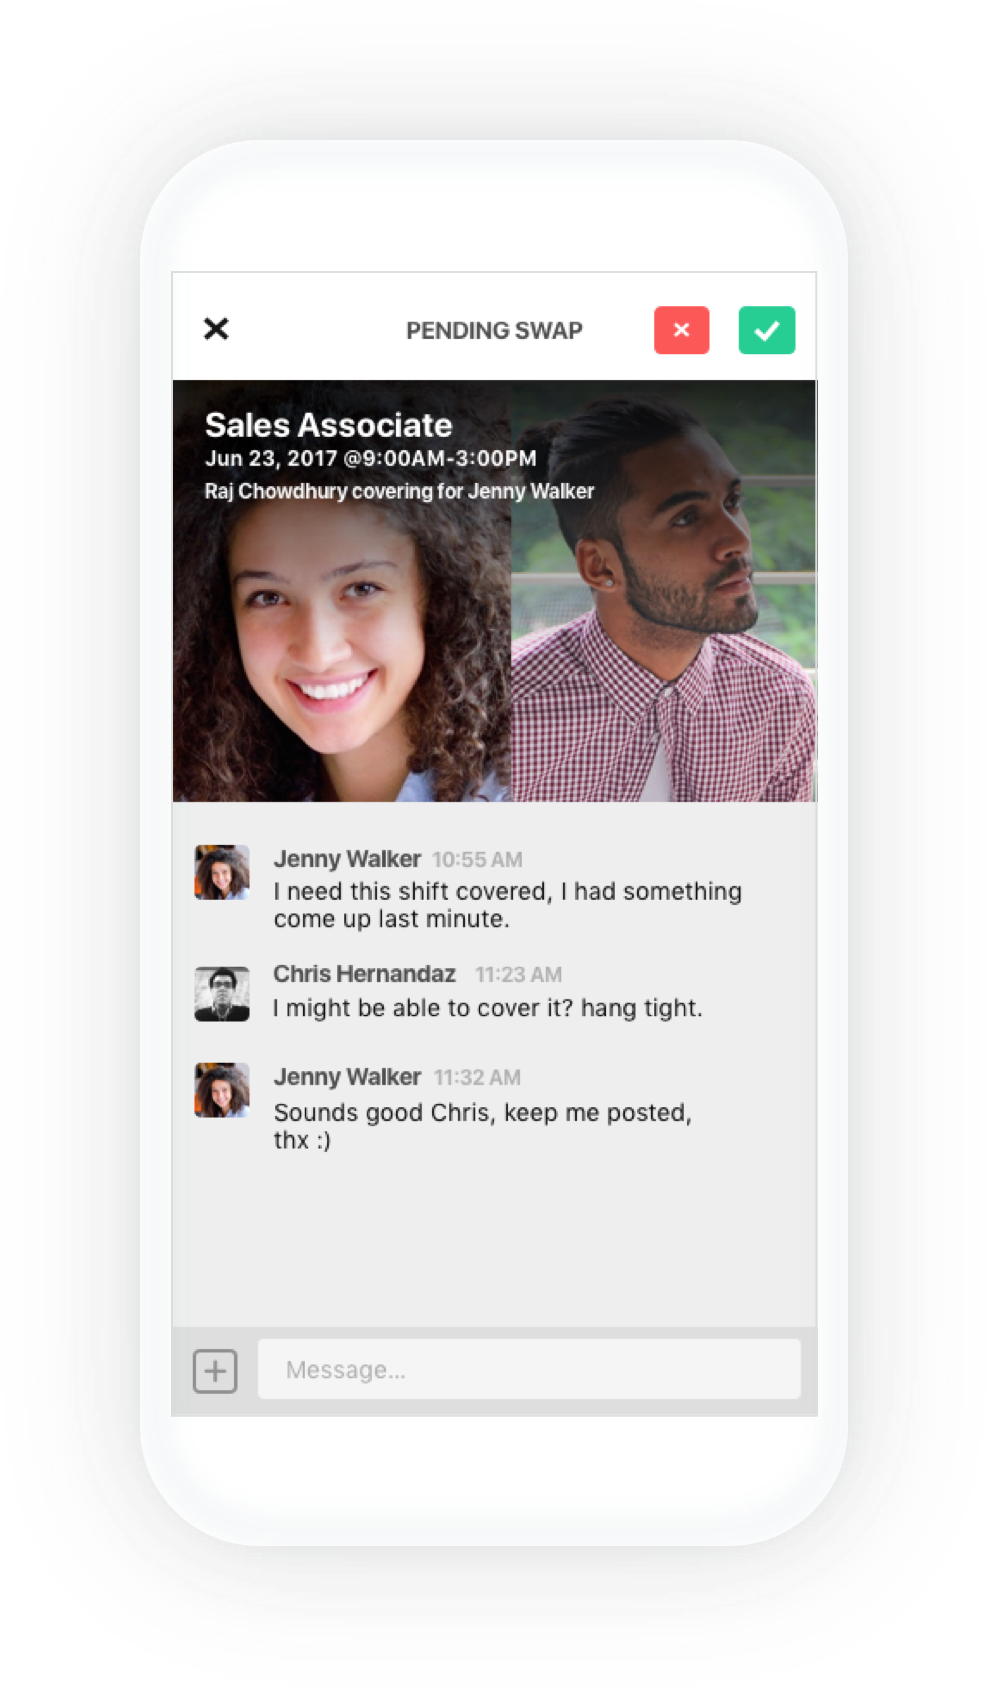 PENDING SWAP
Sales Associate
Jun 23, 2017 @9:00AM-3:00PM
Raj Chowdhury covering for Jenny Walker
Jenny Walker 10:55 AM
I need this shift covered, I had something
come up last minute.
Chris Hernandaz 11:23 AM
I might be able to cover it? hang tight.
Jenny Walker 11:32 AM
Sounds good Chris, keep me posted,
thx :)
Message...